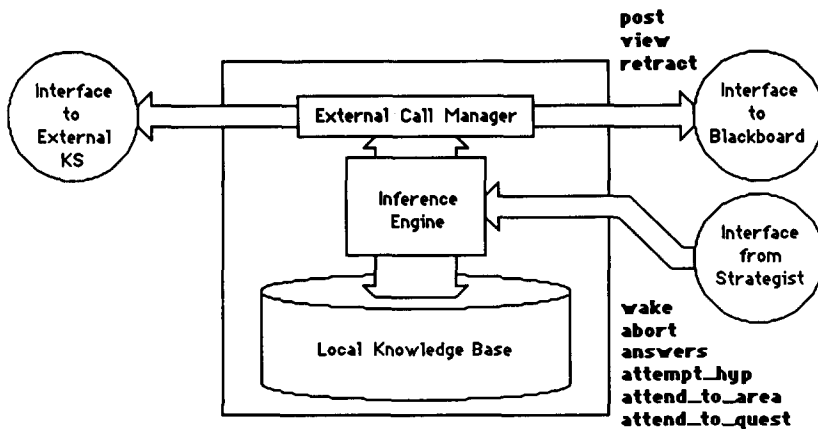 post
view
retract
Interface
to
External
KS
External Call Manager
Interface
to
Blackboard
Inference
Engine
Interface
from
Strategist
Local Knowledge Base
wake
abort
answers
attempt_hyp
attend_to_area
attend_to_quest